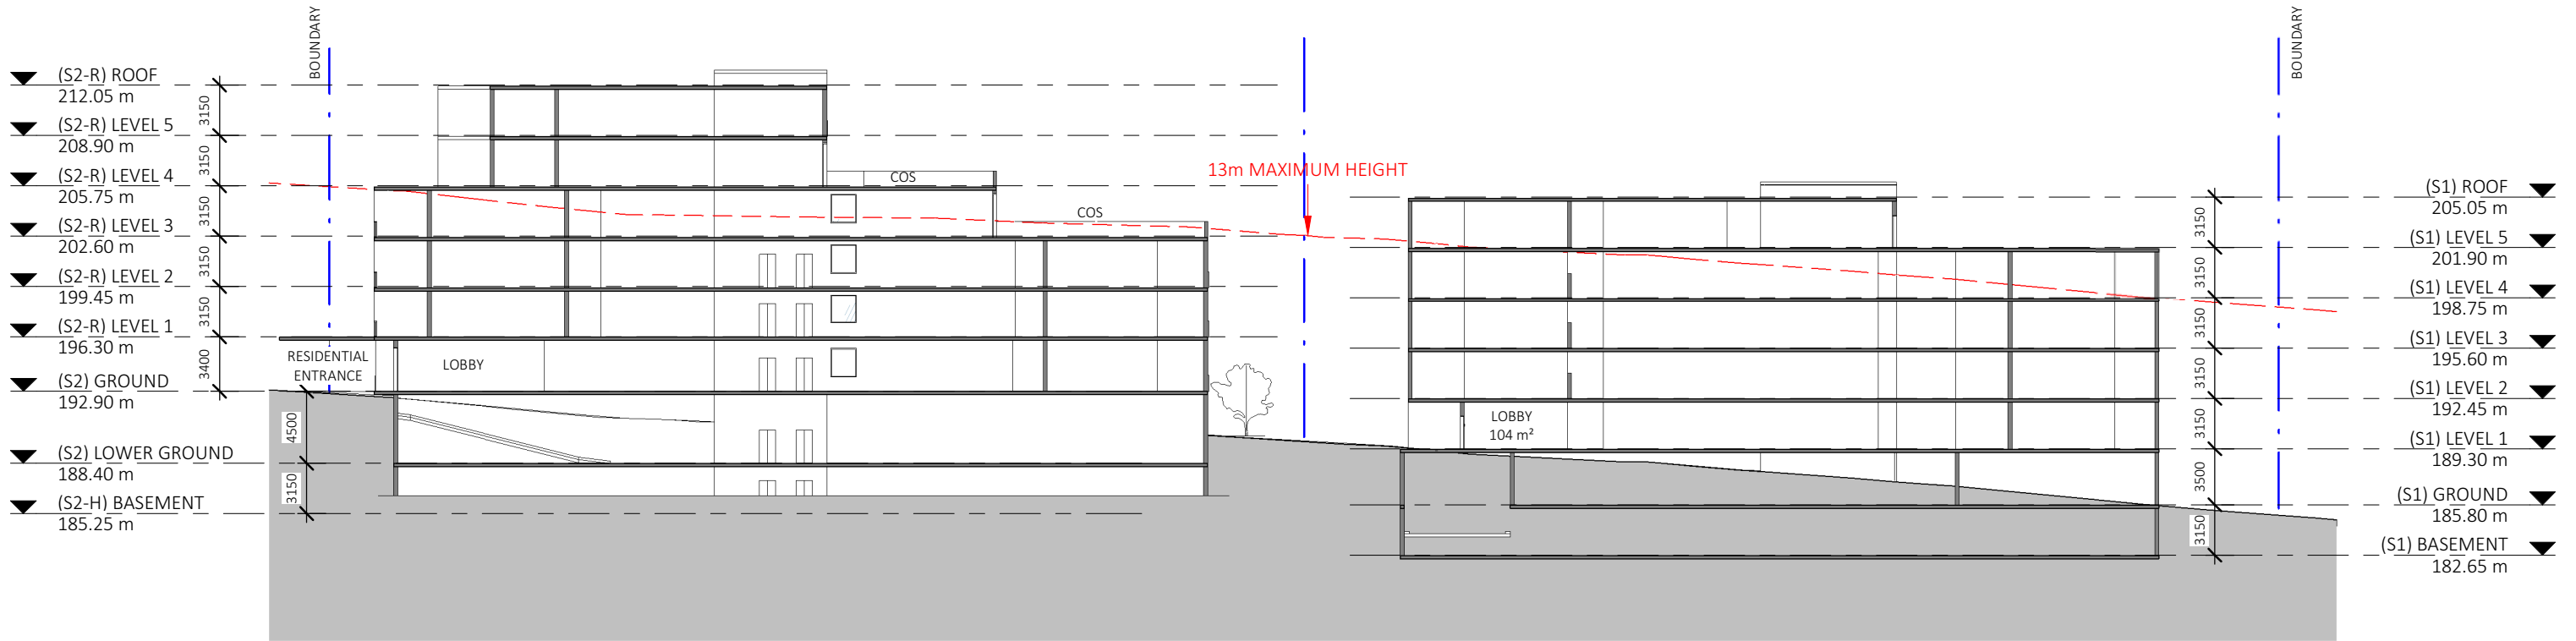 BOUNDARY
(S2-R) ROOF
212.05 m
3150
(S2-R) LEVEL 5
208.90 m
3150
(S2-R) LEVEL 4
205.75 m
3150
(S2-R) LEVEL 3
202.60 m
3150
(S2-R) LEVEL 2
199.45 m
3150
(S2-R) LEVEL 1
196.30 m
3400
(S2) GROUND
192.90 m
4500
(S2) LOWER GROUND
188.40 m
3150
(S2-H) BASEMENT
185.25 m
RESIDENTIAL
ENTRANCE
LOBBY
COS
COS
13m MAXIMUM HEIGHT
LOBBY
104 m²
BOUNDARY
(S1) ROOF
205.05 m
3150
(S1) LEVEL 5
201.90 m
3150
(S1) LEVEL 4
198.75 m
3150
(S1) LEVEL 3
195.60 m
3150
(S1) LEVEL 2
192.45 m
3150
(S1) LEVEL 1
189.30 m
3500
(S1) GROUND
185.80 m
3150
(S1) BASEMENT
182.65 m